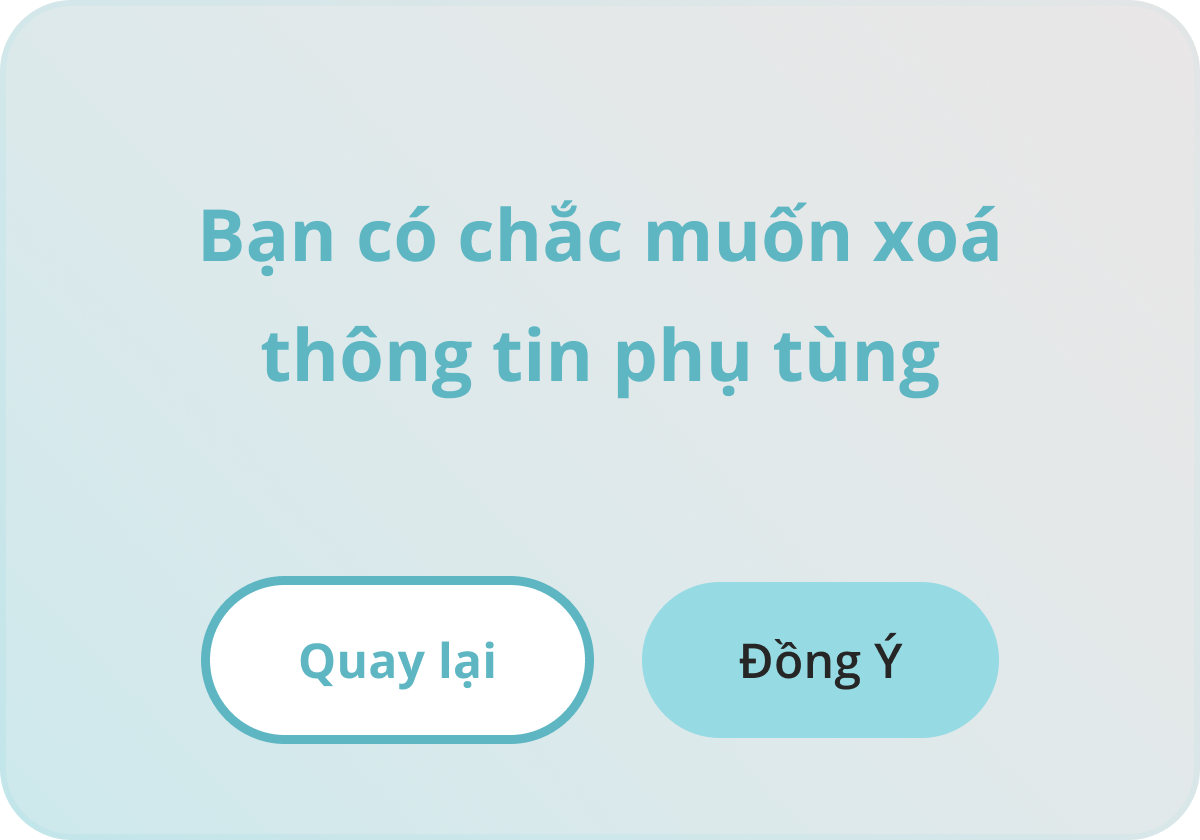 Bạn có chắc muốn xoá
thông tin phụ tùng
Quay lại
Đồng Ý